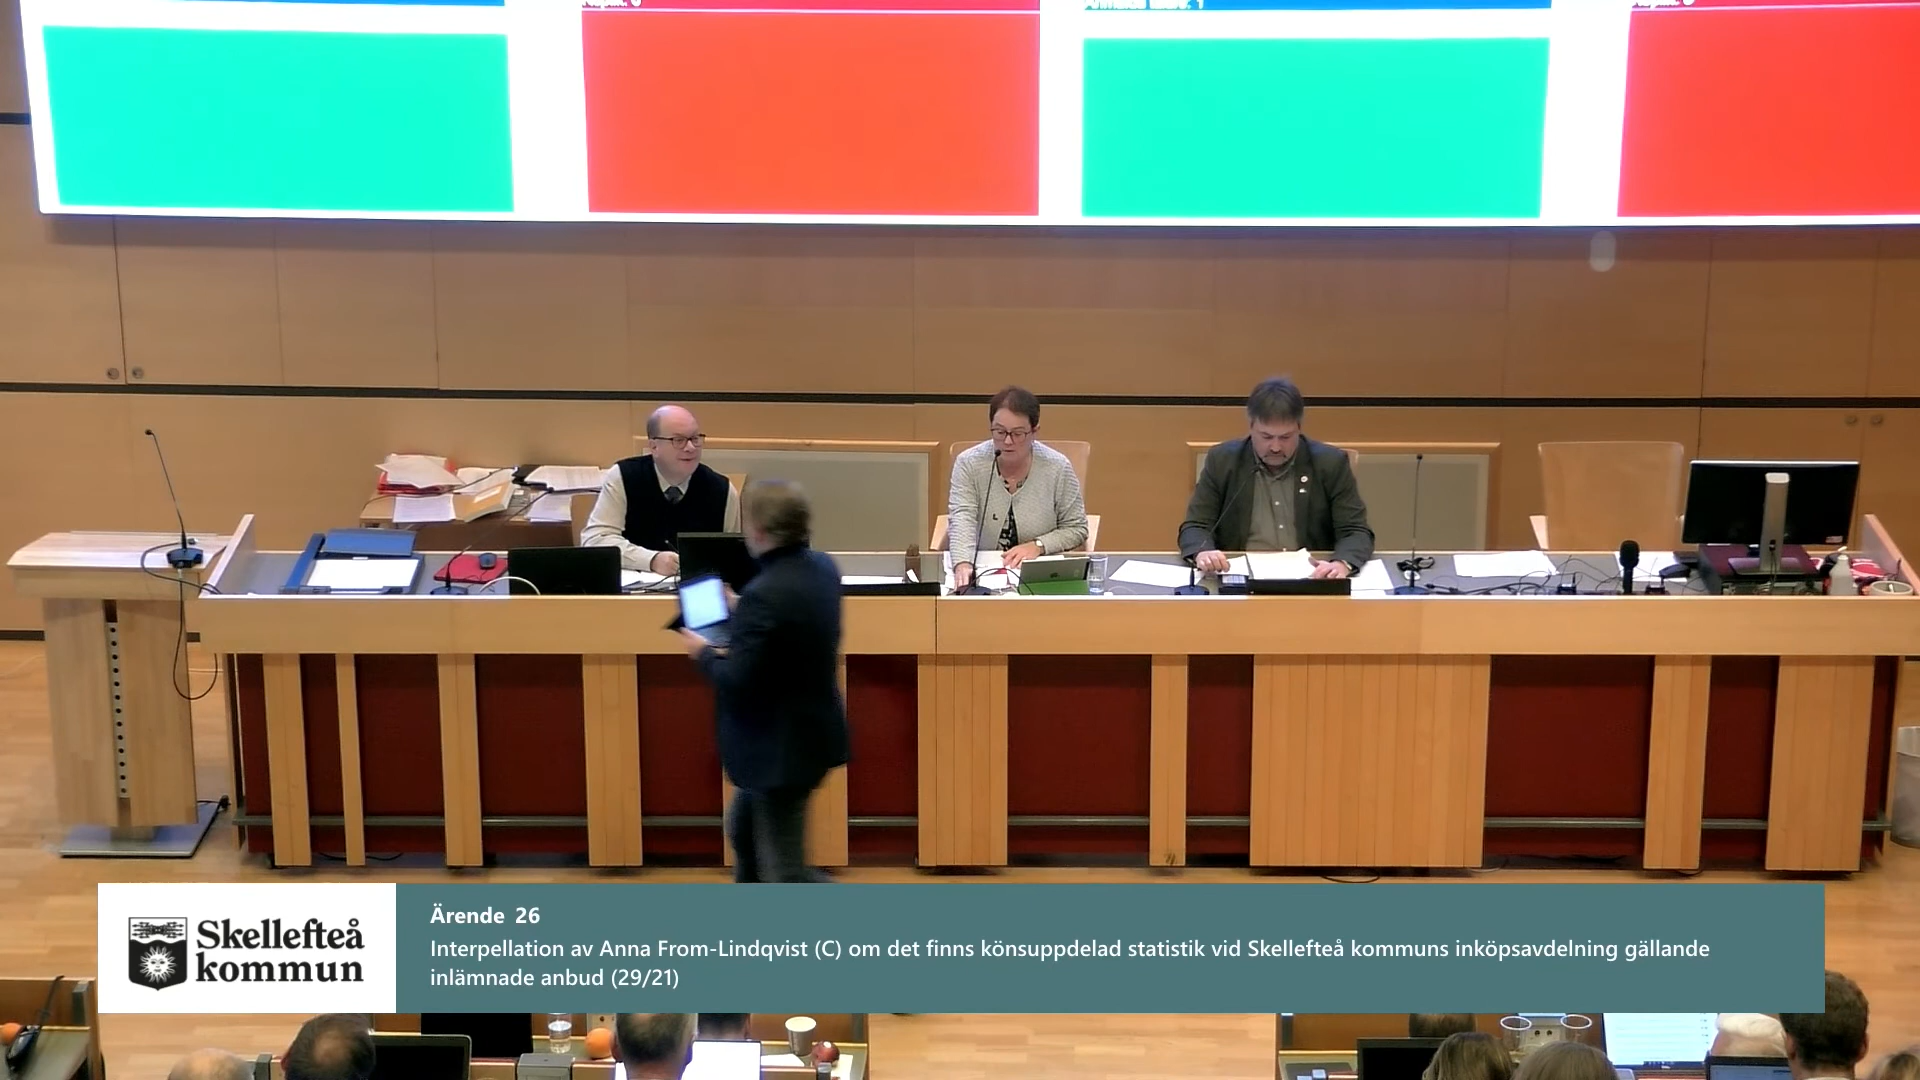 Skellefteå
kommun
Ärende 26
Interpellation av Anna From-Lindqvist (C) om det finns könsuppdelad statistik vid Skellefteå kommuns inköpsavdelning gällande
inlämnade anbud (29/21)